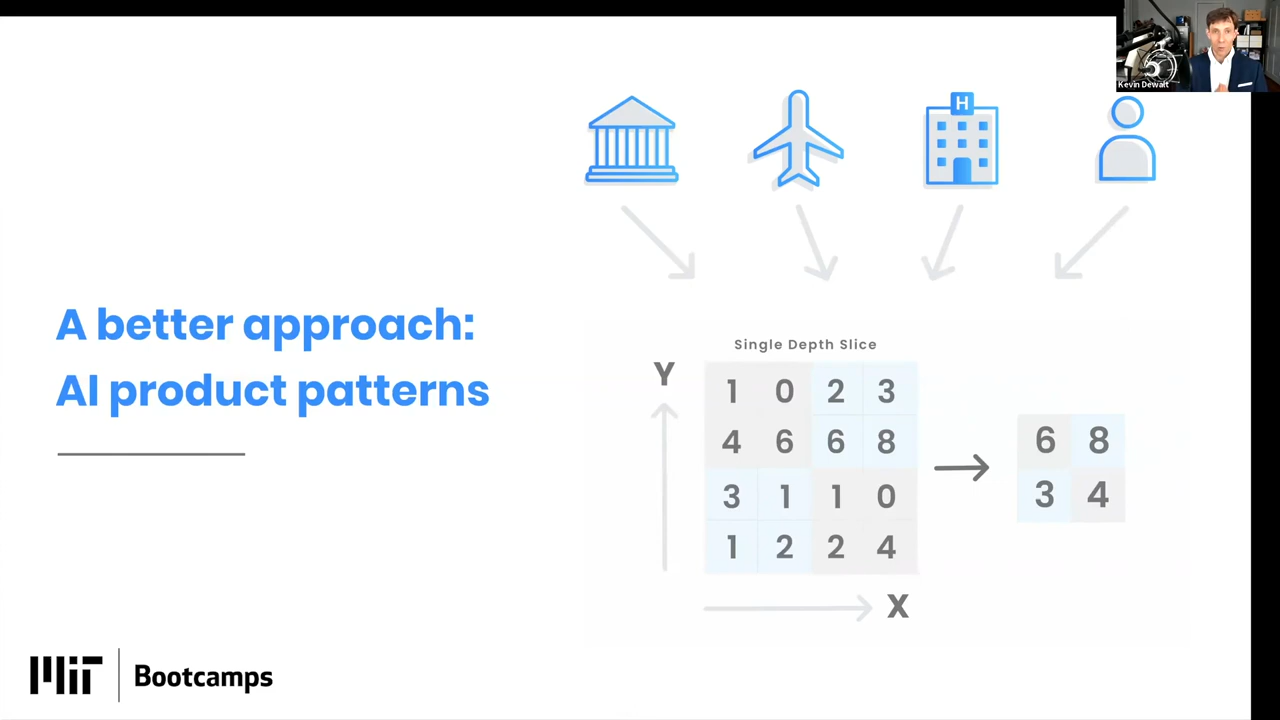 Kevin Dewalt
H
A better approach:
AI product patterns
Single Depth Slice
Y
1 0 2 3
4 6 6 8
3 1 1 0
1 2 2 4
6 8
3 4
X
MIT Bootcamps